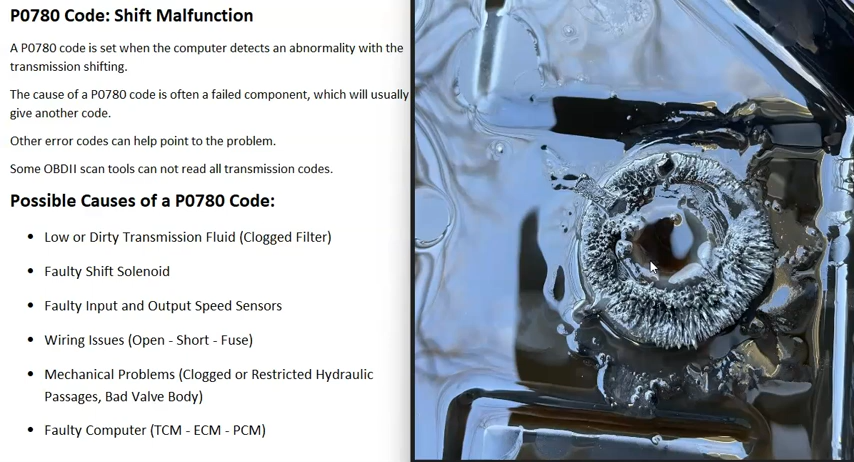 P0780 Code: Shift Malfunction
A P0780 code is set when the computer detects an abnormality with the
transmission shifting.
The cause of a P0780 code is often a failed component, which will usually
give another code.
Other error codes can help point to the problem.
Some OBDII scan tools can not read all transmission codes.
Possible Causes of a P0780 Code:
• Low or Dirty Transmission Fluid (Clogged Filter)
• Faulty Shift Solenoid
• Faulty Input and Output Speed Sensors
• Wiring Issues (Open - Short - Fuse)
• Mechanical Problems (Clogged or Restricted Hydraulic
Passages, Bad Valve Body)
• Faulty Computer (TCM - ECM - PCM)